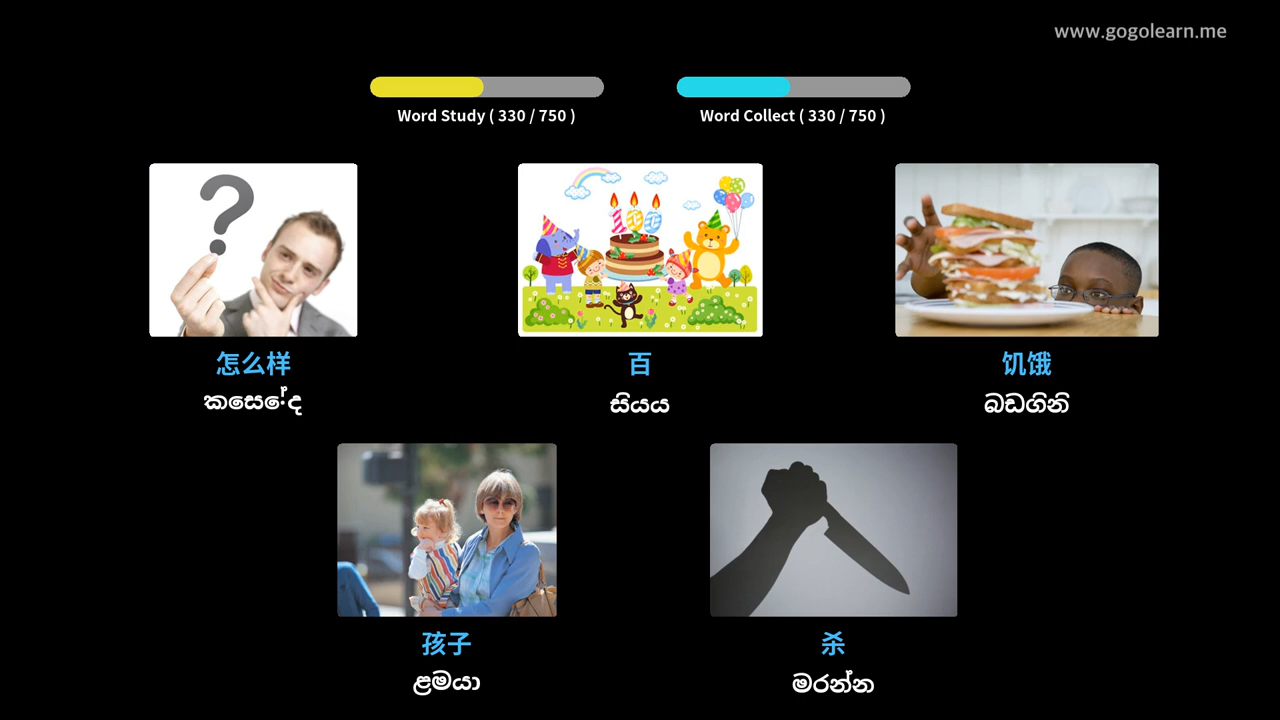 www.gogolearn.me
Word Study ( 330 / 750 )
Word Collect ( 330 / 750 )
100
怎么样
කසේෙද
百
සියය
饥饿
බඩගිනි
孩子
ළමයා
杀
මරන්න